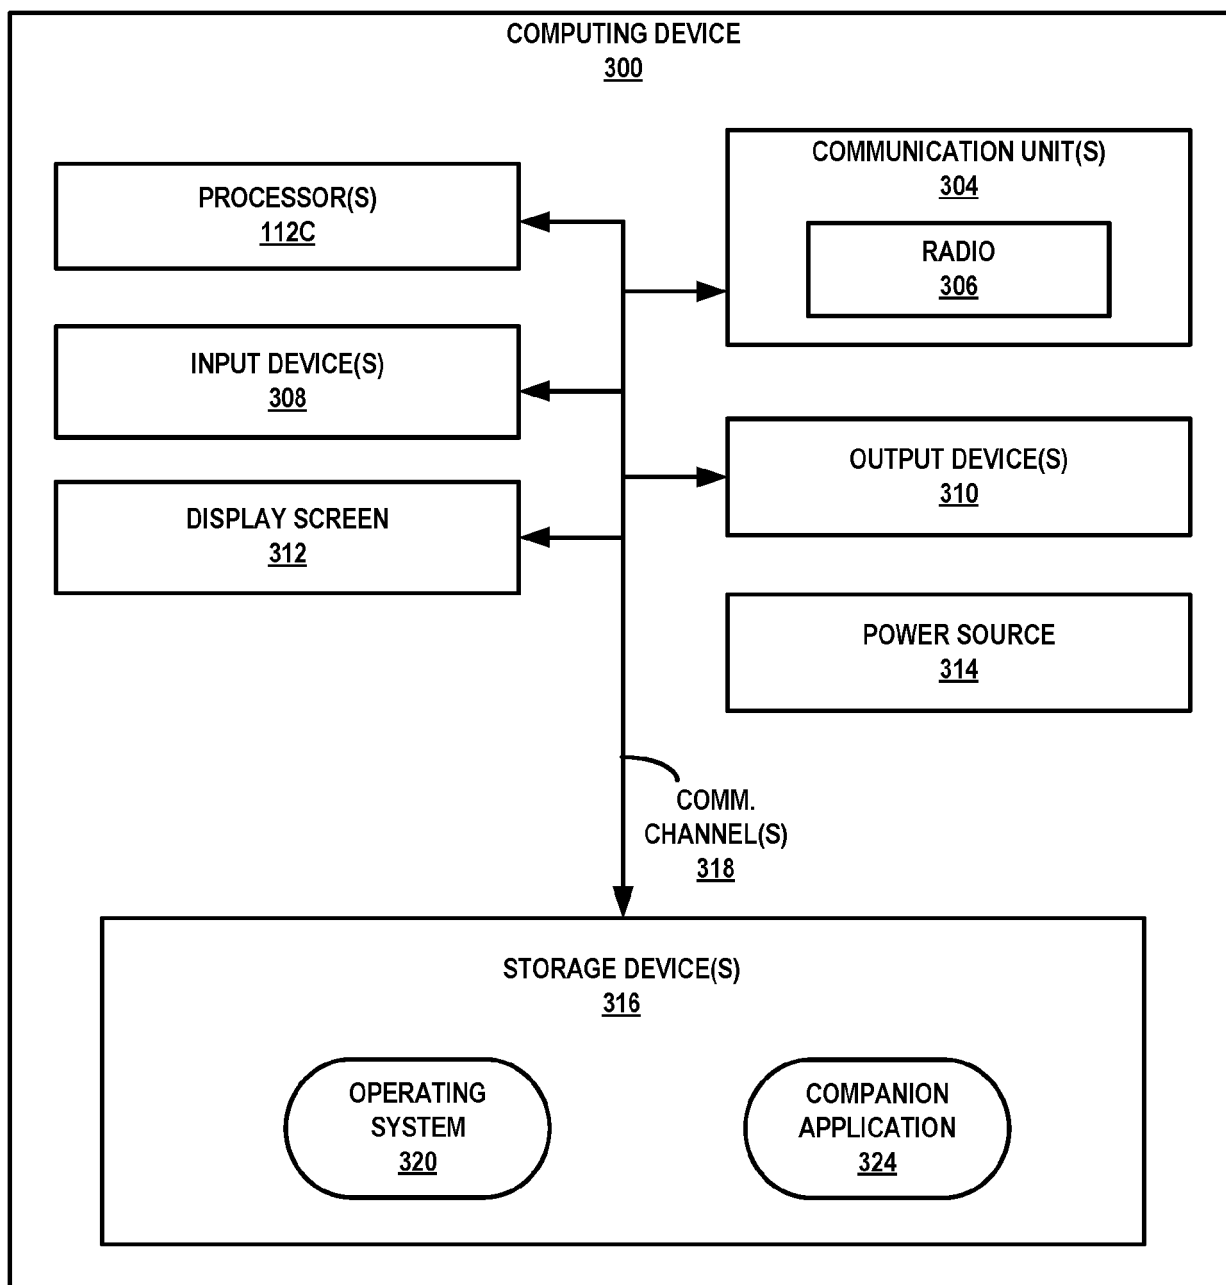 COMPUTING DEVICE
300
PROCESSOR(S)
112C
COMMUNICATION UNIT(S)
304
RADIO
306
INPUT DEVICE(S)
308
OUTPUT DEVICE(S)
310
DISPLAY SCREEN
312
POWER SOURCE
314
COMM.
CHANNEL(S)
318
STORAGE DEVICE(S)
316
OPERATING
SYSTEM
320
COMPANION
APPLICATION
324